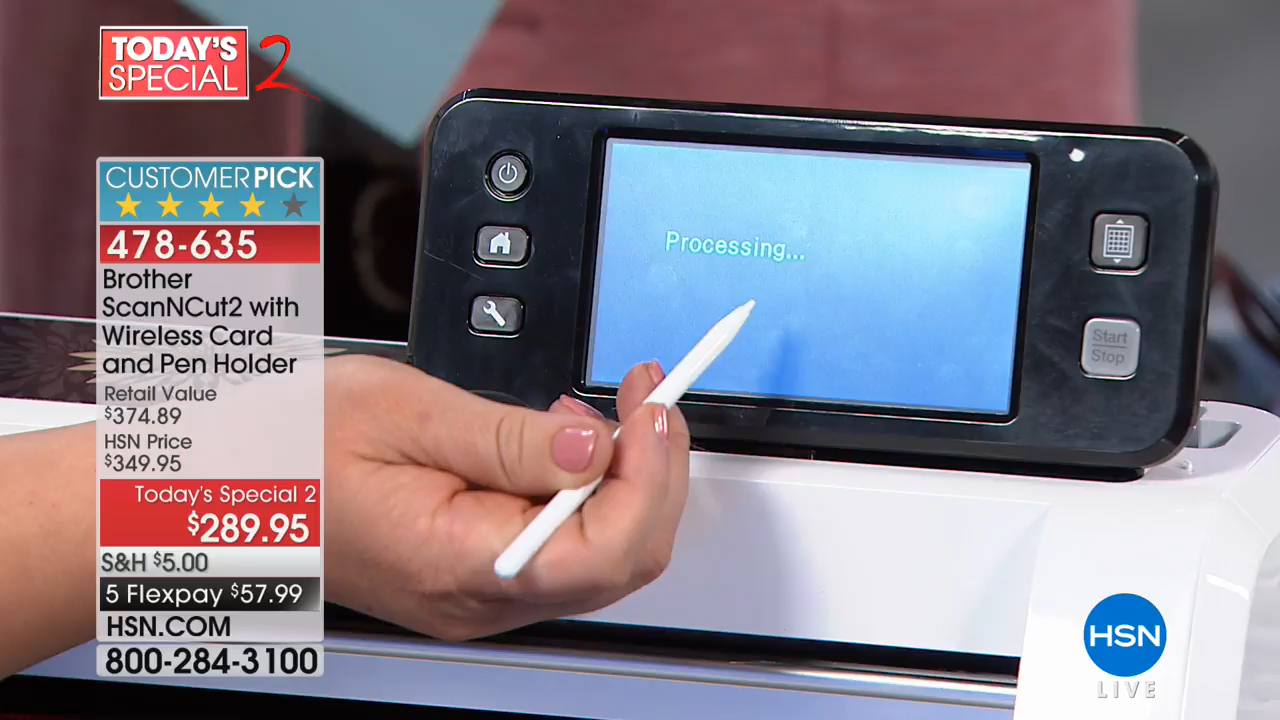 TODAY'S
SPECIAL 2
CUSTOMER PICK
478-635
Brother
ScanNCut2 with
Wireless Card
and Pen Holder
Retail Value
$374.89
HSN Price
$349.95
Today's Special 2
$289.95
S&H $5.00
5 Flexpay $57.99
HSN.COM
800-284-3100
Processing...
Start
Stop
HSN
LIVE